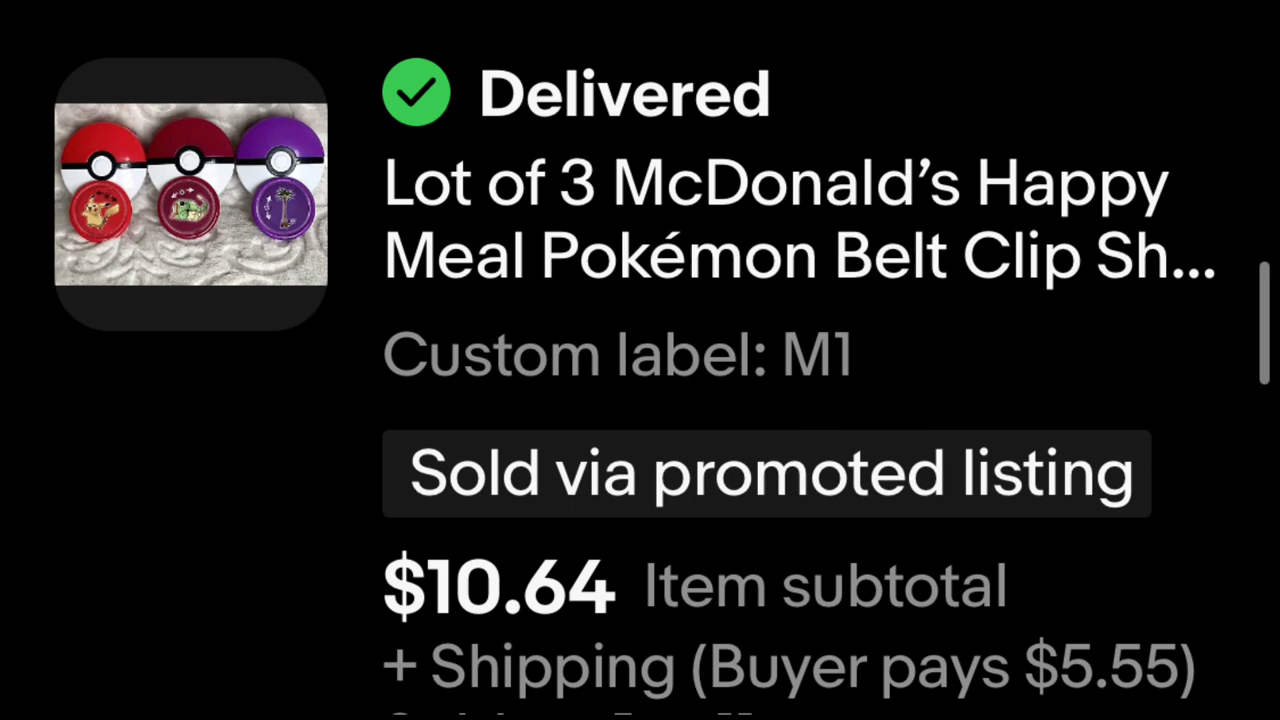 Delivered
Lot of 3 McDonald’s Happy
Meal Pokémon Belt Clip Sh...
Custom label: M1
Sold via promoted listing
$10.64 Item subtotal
+ Shipping (Buyer pays $5.55)